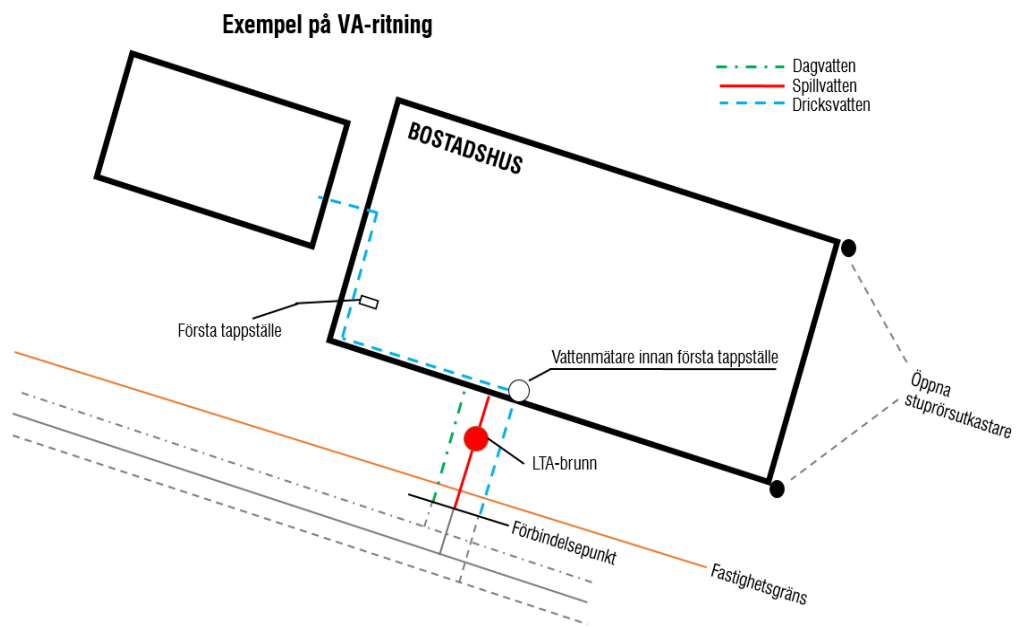 Exempel på VA-ritning
Dagvatten
Spillvatten
Dricksvatten
BOSTADSHUS
Första tappställe
Vattenmätare innan första tappställe
Öppna
stuprörsutkastare
LTA-brunn
Förbindelsepunkt
Fastighetsgräns